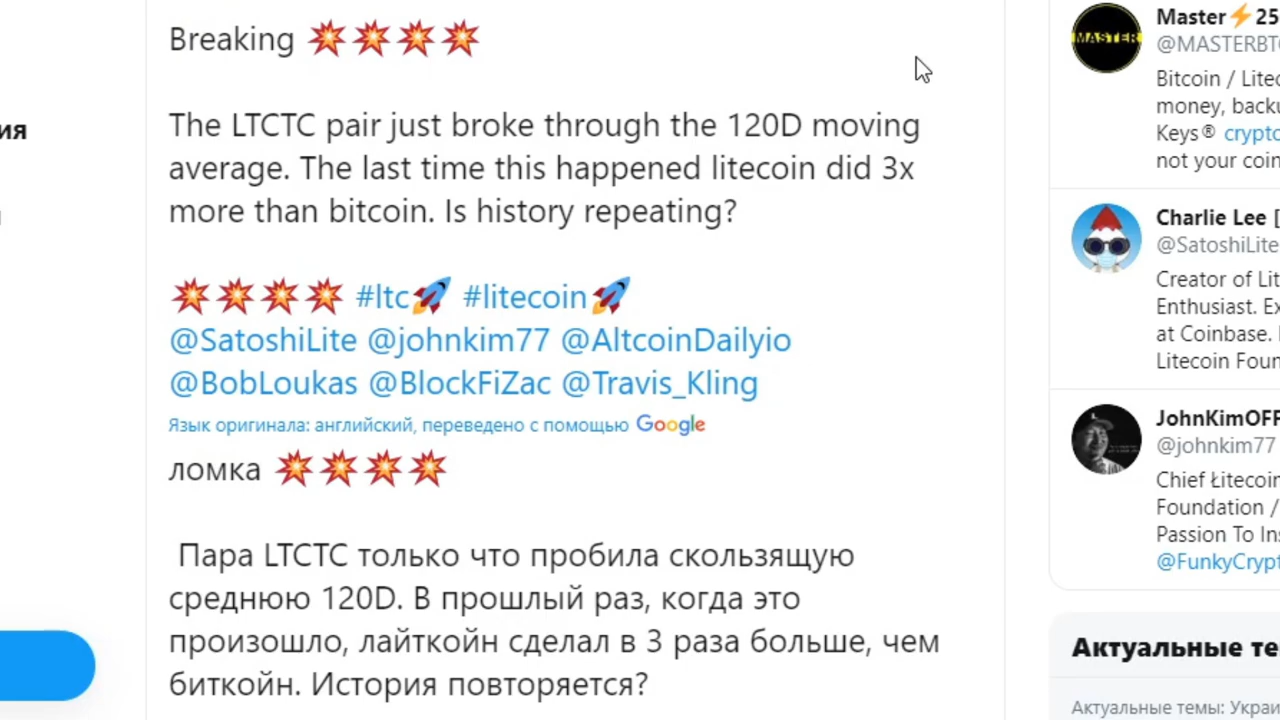 Breaking 💥💥💥💥
The LTCTC pair just broke through the 120D moving
average. The last time this happened litecoin did 3x
more than bitcoin. Is history repeating?
💥💥💥💥 #ltc🚀 #litecoin🚀
@SatoshiLite @johnkim77 @AltcoinDailyio
@BobLoukas @BlockFiZac @Travis_Kling
Язык оригинала: английский, переведено с помощью Google
ломка 💥💥💥💥
Пара LTCTC только что пробила скользящую
среднюю 120D. В прошлый раз, когда это
произошло, лайткойн сделал в 3 раза больше, чем
биткойн. История повторяется?
ия
MASTER
Master⚡25
@MASTERBTC
Bitcoin / Litec
money, backu
Keys® crypto
not your coin
Charlie Lee [
@SatoshiLite
Creator of Lit
Enthusiast. Ex
at Coinbase.
Litecoin Foun
JohnKimOFF
@johnkim77
Chief Łitecoin
Foundation /
Passion To Ins
@FunkyCrypt
Актуальные те
Актуальные темы: Украи